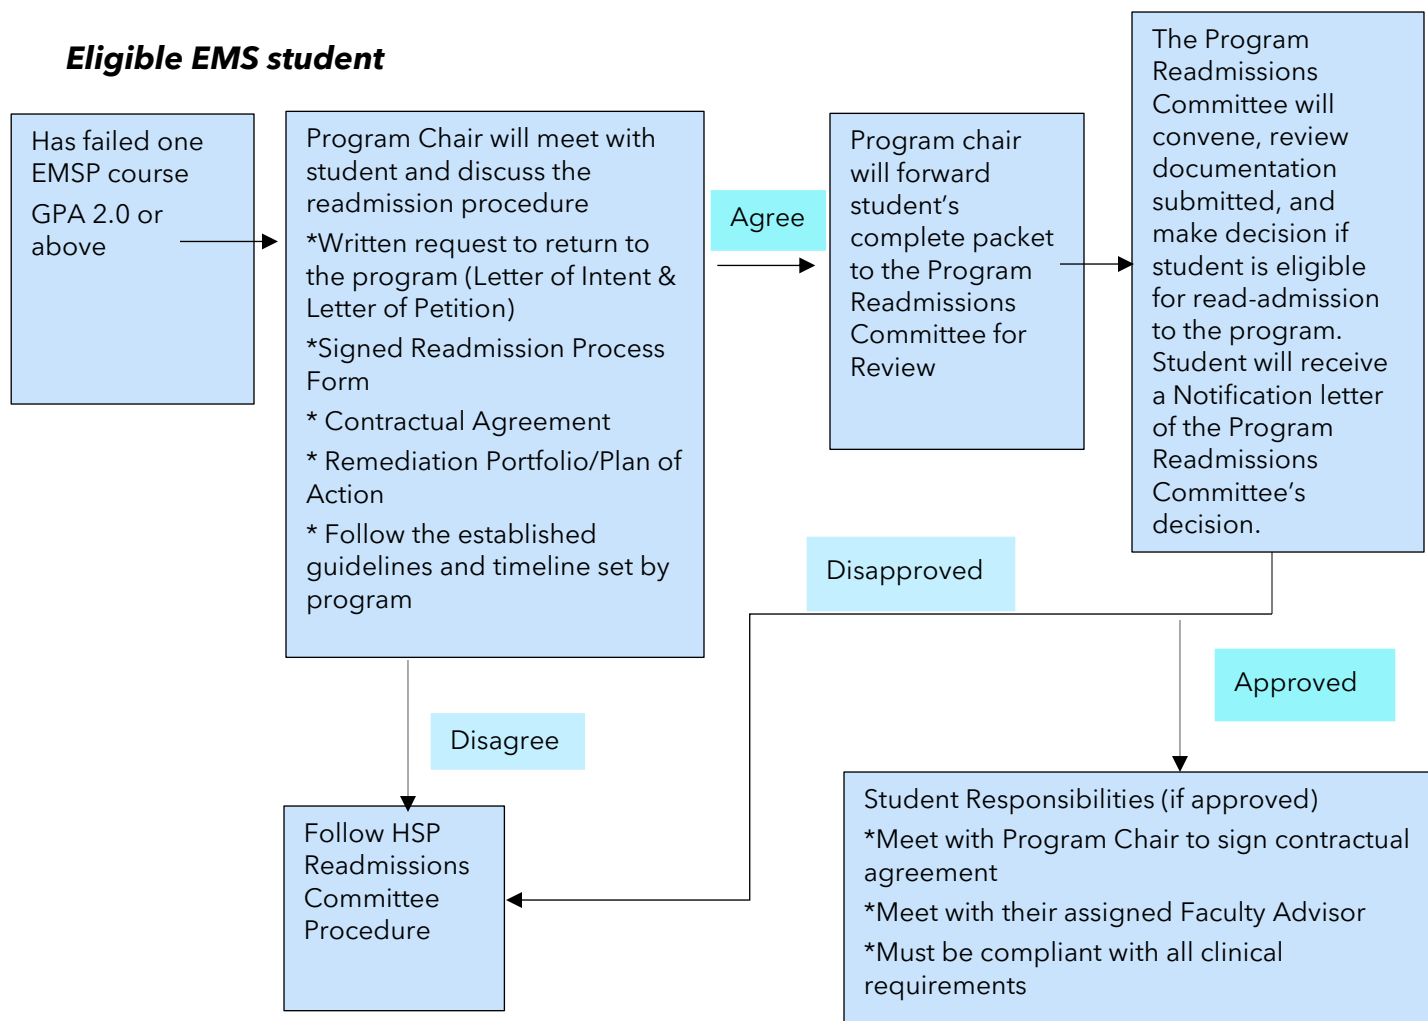 Eligible EMS student
Has failed one
EMSP course
GPA 2.0 or
above
Program Chair will meet with
student and discuss the
readmission procedure
*Written request to return to
the program (Letter of Intent &
Letter of Petition)
*Signed Readmission Process
Form
* Contractual Agreement
* Remediation Portfolio/Plan of
Action
* Follow the established
guidelines and timeline set by
program
Agree
Program chair
will forward
student’s
complete packet
to the Program
Readmissions
Committee for
Review
The Program
Readmissions
Committee will
convene, review
documentation
submitted, and
make decision if
student is eligible
for read-admission
to the program.
Student will receive
a Notification letter
of the Program
Readmissions
Committee’s
decision.
Disapproved
Approved
Disagree
Follow HSP
Readmissions
Committee
Procedure
Student Responsibilities (if approved)
*Meet with Program Chair to sign contractual
agreement
*Meet with their assigned Faculty Advisor
*Must be compliant with all clinical
requirements